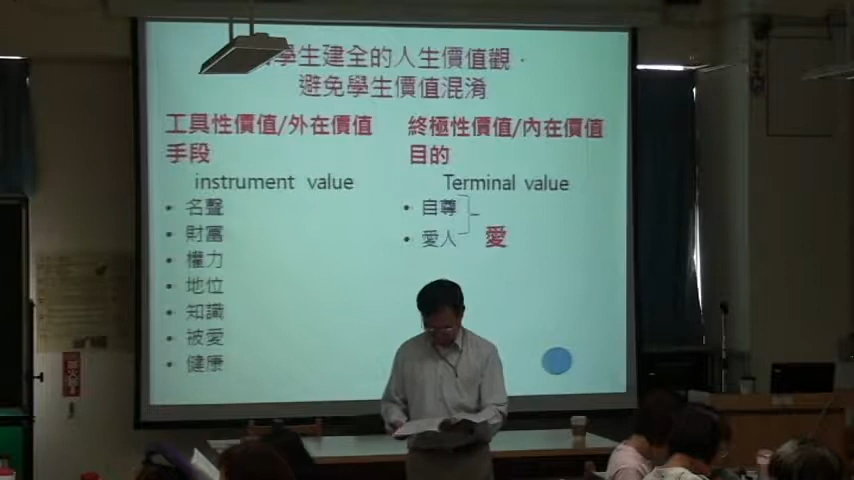 學生建全的人生價值觀．
避免學生價值混淆
工具性價值/外在價值
手段
instrument value
• 名聲
• 財富
• 權力
• 地位
• 知識
• 被愛
• 健康
終極性價值/內在價值
目的
Terminal value
• 自尊
• 愛人
愛